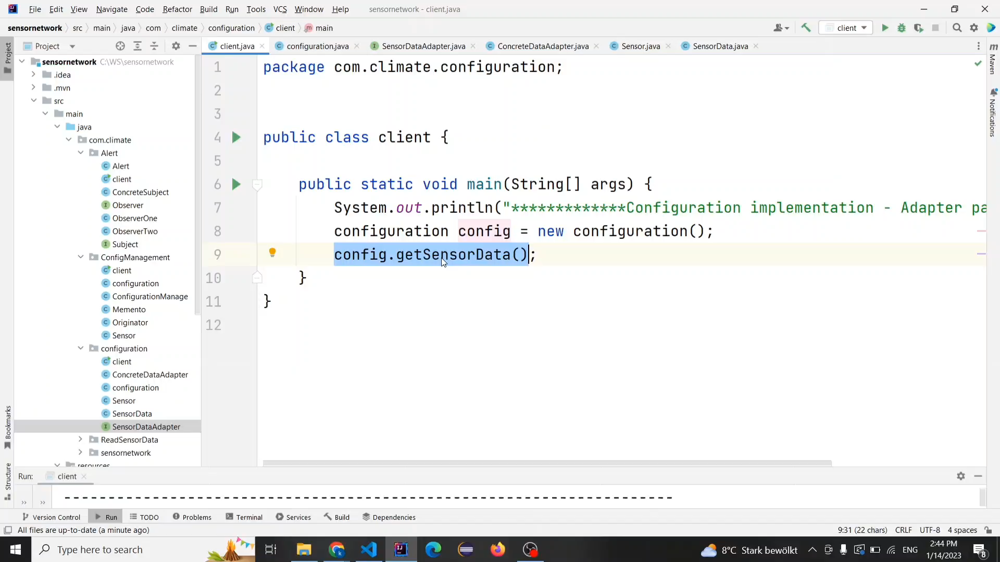 File Edit View Navigate Code Refactor Build Run Tools VCS Window Help sensornetwork - client.java
sensornetwork src main java com climate configuration client main client
Project client.java configuration.java SensorDataAdapter.java ConcreteDataAdapter.java Sensor.java SensorData.java
Project
sensornetwork C:\WS\sensornetwork
.idea
.mvn
src
main
java
com.climate
Alert
Alert
client
ConcreteSubject
Observer
ObserverOne
ObserverTwo
Subject
ConfigManagement
client
configuration
ConfigurationManage
Memento
Originator
Sensor
configuration
client
ConcreteDataAdapter
configuration
Sensor
SensorData
SensorDataAdapter
ReadSensorData
sensornetwork
resources
Bookmarks
Structure
1 package com.climate.configuration;
2
3
4 public class client {
5
6 public static void main(String[] args) {
7 System.out.println("*************Configuration implementation - Adapter pa
8 configuration config = new configuration();
9 config.getSensorData();
10 }
11 }
12
Maven
Notifications
Run: client
----------------------------------------------------------------------
Version Control Run TODO Problems Terminal Services Build Dependencies
All files are up-to-date (a minute ago) 9:31 (22 chars) CRLF UTF-8 4 spaces
Type here to search 8°C Stark bewölkt ENG 2:44 PM
1/14/2023 8